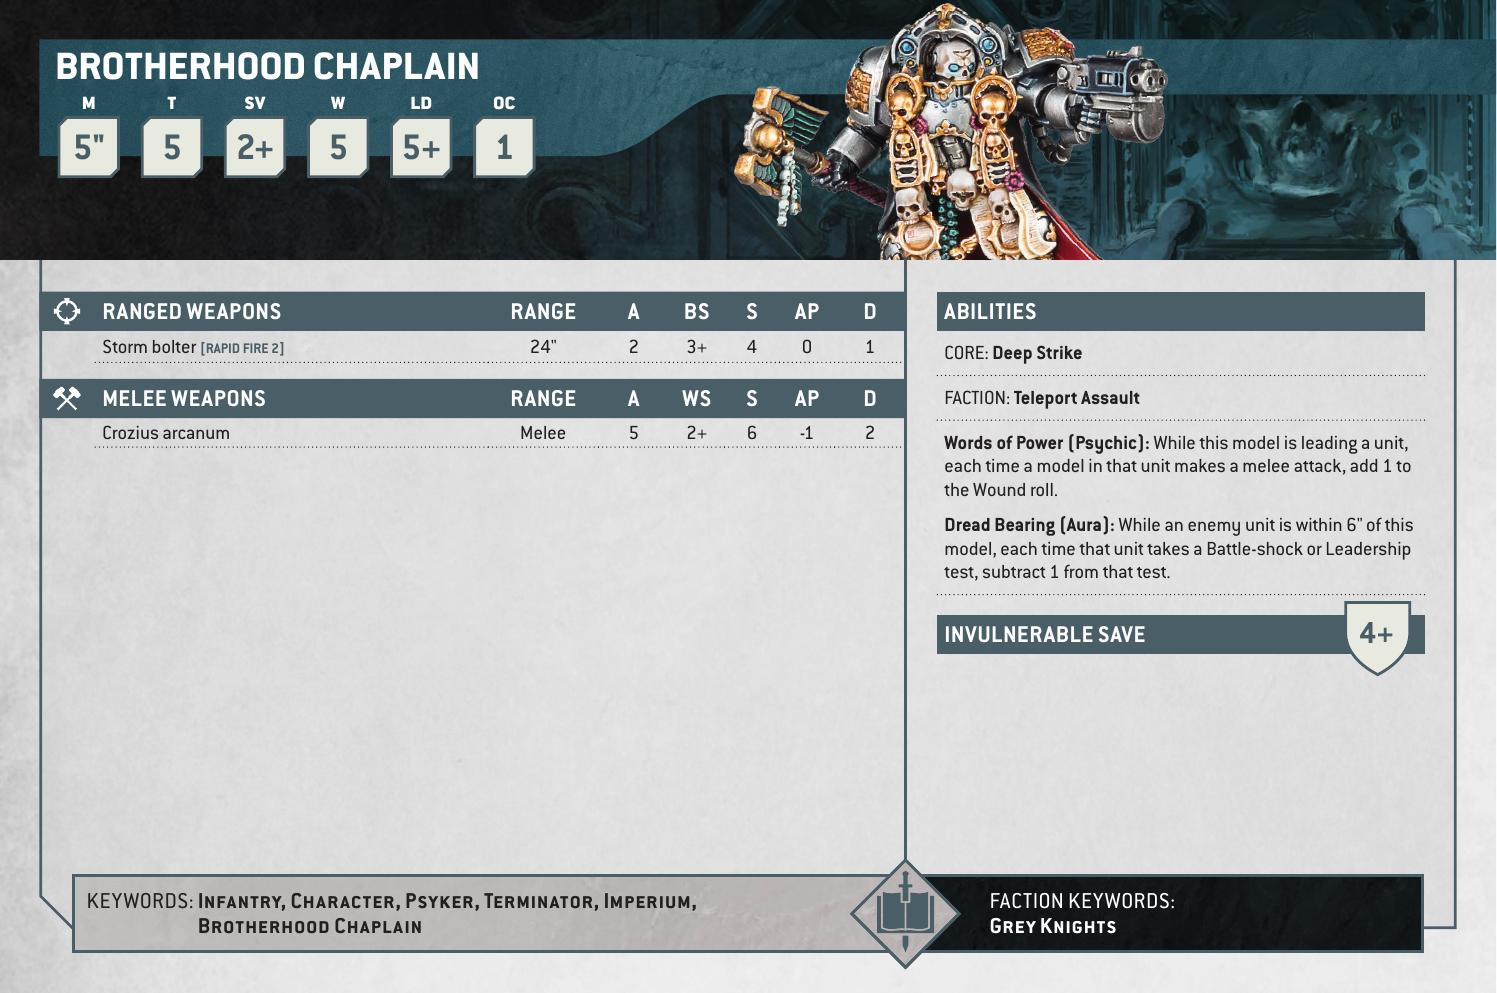 BROTHERHOOD CHAPLAIN
M T SV W LD OC
5" 5 2+ 5 5+ 1
RANGED WEAPONS RANGE A BS S AP D
Storm bolter [RAPID FIRE 2] 24" 2 3+ 4 0 1
MELEE WEAPONS RANGE A WS S AP D
Crozius arcanum Melee 5 2+ 6 -1 2
ABILITIES
CORE: Deep Strike
FACTION: Teleport Assault
Words of Power (Psychic): While this model is leading a unit,
each time a model in that unit makes a melee attack, add 1 to
the Wound roll.
Dread Bearing (Aura): While an enemy unit is within 6" of this
model, each time that unit takes a Battle-shock or Leadership
test, subtract 1 from that test.
INVULNERABLE SAVE 4+
KEYWORDS: INFANTRY, CHARACTER, PSYKER, TERMINATOR, IMPERIUM,
BROTHERHOOD CHAPLAIN
FACTION KEYWORDS:
GREY KNIGHTS